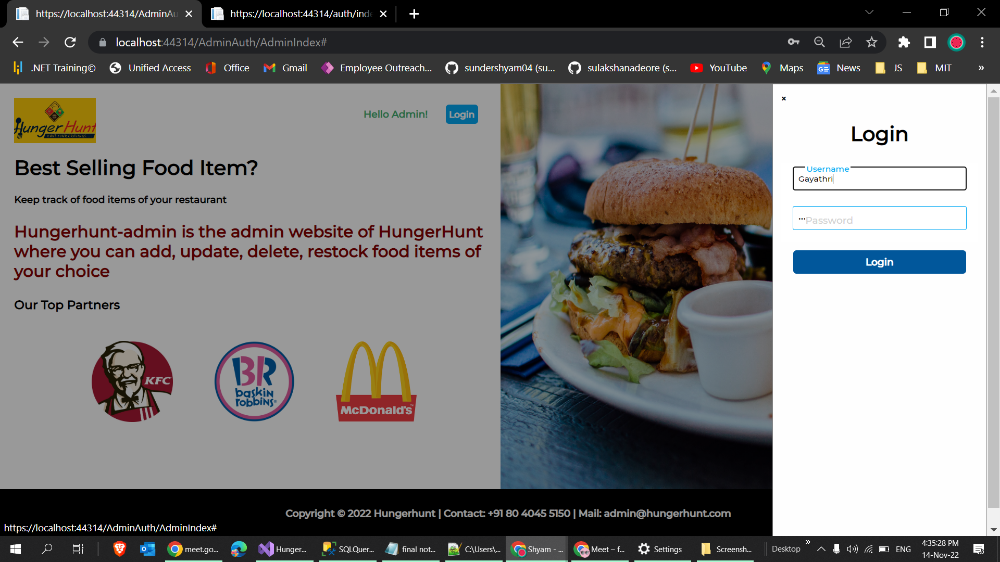 https://localhost:44314/AdminAu
https://localhost:44314/auth/inde
localhost:44314/AdminAuth/AdminIndex#
.NET Training©
Unified Access
Office
Gmail
Employee Outreach...
sundershyam04 (su...
sulakshanadeore (s...
YouTube
Maps
News
JS
MIT
»
HungerHunt
HUNT YOUR CRAVINGS.....
Hello Admin!
Login
Best Selling Food Item?
Keep track of food items of your restaurant
Hungerhunt-admin is the admin website of HungerHunt
where you can add, update, delete, restock food items of
your choice
Our Top Partners
KFC
BR
baskin
robbins®
McDonald's™
Login
Username
Gayathri
Password
Login
Copyright © 2022 Hungerhunt | Contact: +91 80 4045 5150 | Mail: admin@hungerhunt.com
https://localhost:44314/AdminAuth/AdminIndex#
meet.go...
Hunger...
SQLQuer...
final not...
C:\Users\...
Shyam - ...
Meet – f...
Settings
Screensh...
Desktop
»
ENG
4:35:28 PM
14-Nov-22